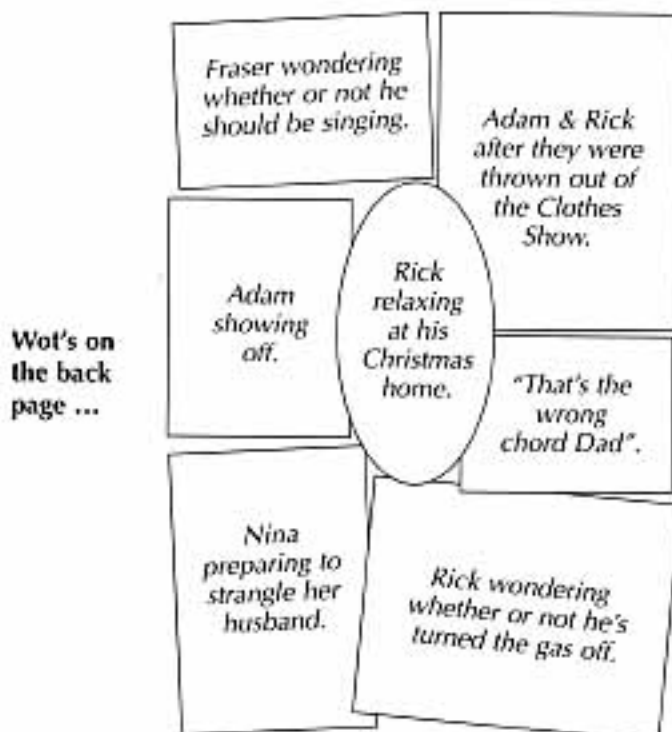 Fraser wondering
whether or not he
should be singing.
Adam & Rick
after they were
thrown out of
the Clothes
Show.
Adam
showing
off.
Rick
relaxing
at his
Christmas
home.
Wot's on
the back
page ...
"That's the
wrong
chord Dad".
Nina
preparing to
strangle her
husband.
Rick wondering
whether or not he's
turned the gas off.